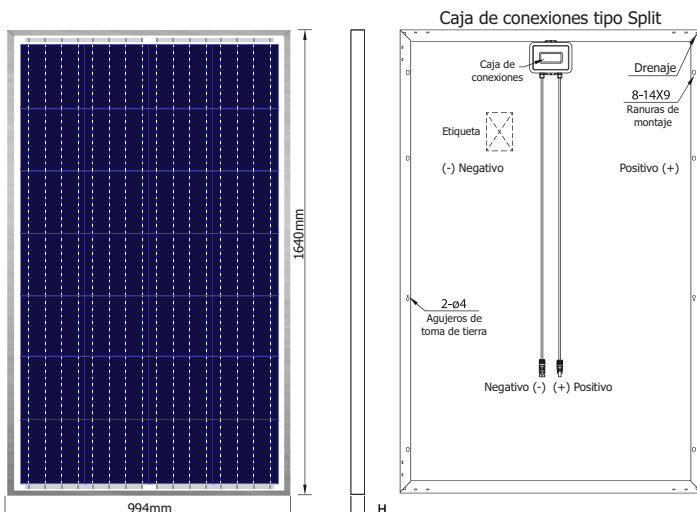 Caja de conexiones tipo Split
Caja de
conexiones
Drenaje
8-14X9
Ranuras de
montaje
Etiqueta
(-) Negativo
Positivo (+)
1640mm
2-ø4
Agujeros de
toma de tierra
Negativo (-) (+) Positivo
994mm
H